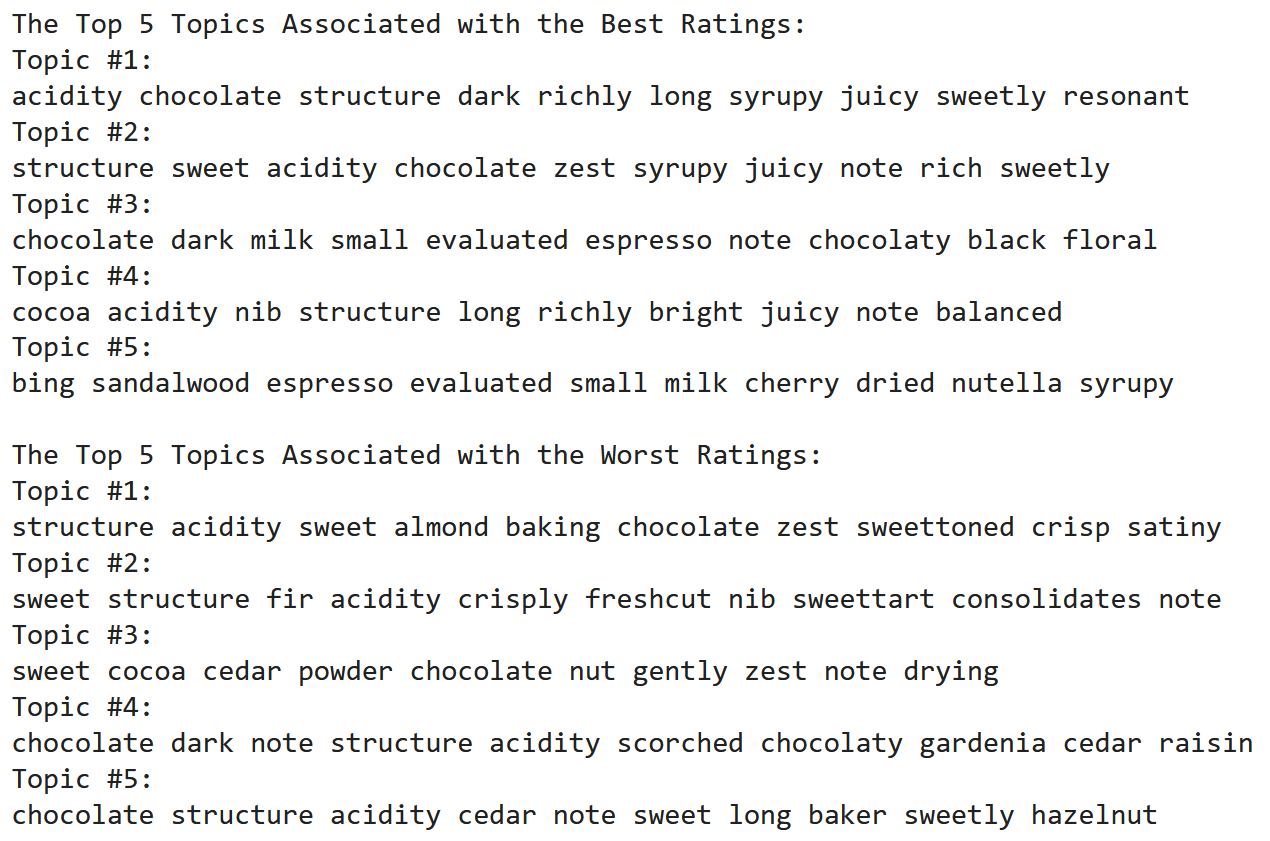 The Top 5 Topics Associated with the Best Ratings:
Topic #1:
acidity chocolate structure dark richly long syrupy juicy sweetly resonant
Topic #2:
structure sweet acidity chocolate zest syrupy juicy note rich sweetly
Topic #3:
chocolate dark milk small evaluated espresso note chocolaty black floral
Topic #4:
cocoa acidity nib structure long richly bright juicy note balanced
Topic #5:
bing sandalwood espresso evaluated small milk cherry dried nutella syrupy

The Top 5 Topics Associated with the Worst Ratings:
Topic #1:
structure acidity sweet almond baking chocolate zest sweettoned crisp satiny
Topic #2:
sweet structure fir acidity crisply freshcut nib sweettart consolidates note
Topic #3:
sweet cocoa cedar powder chocolate nut gently zest note drying
Topic #4:
chocolate dark note structure acidity scorched chocolaty gardenia cedar raisin
Topic #5:
chocolate structure acidity cedar note sweet long baker sweetly hazelnut